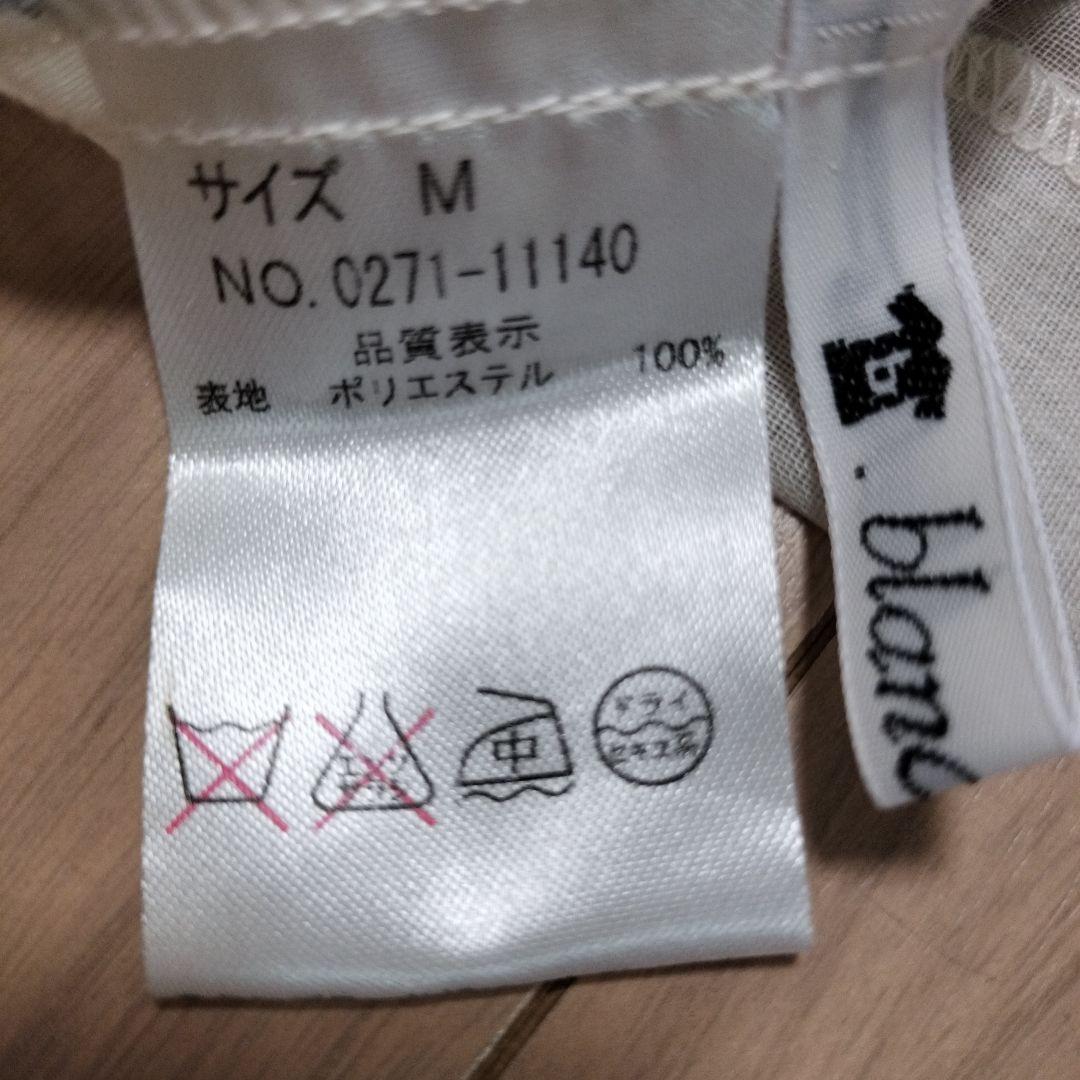 サイズ M
NO. 0271-11140
品質表示
表地 ポリエステル 100%
中
ドライ
セキユ系